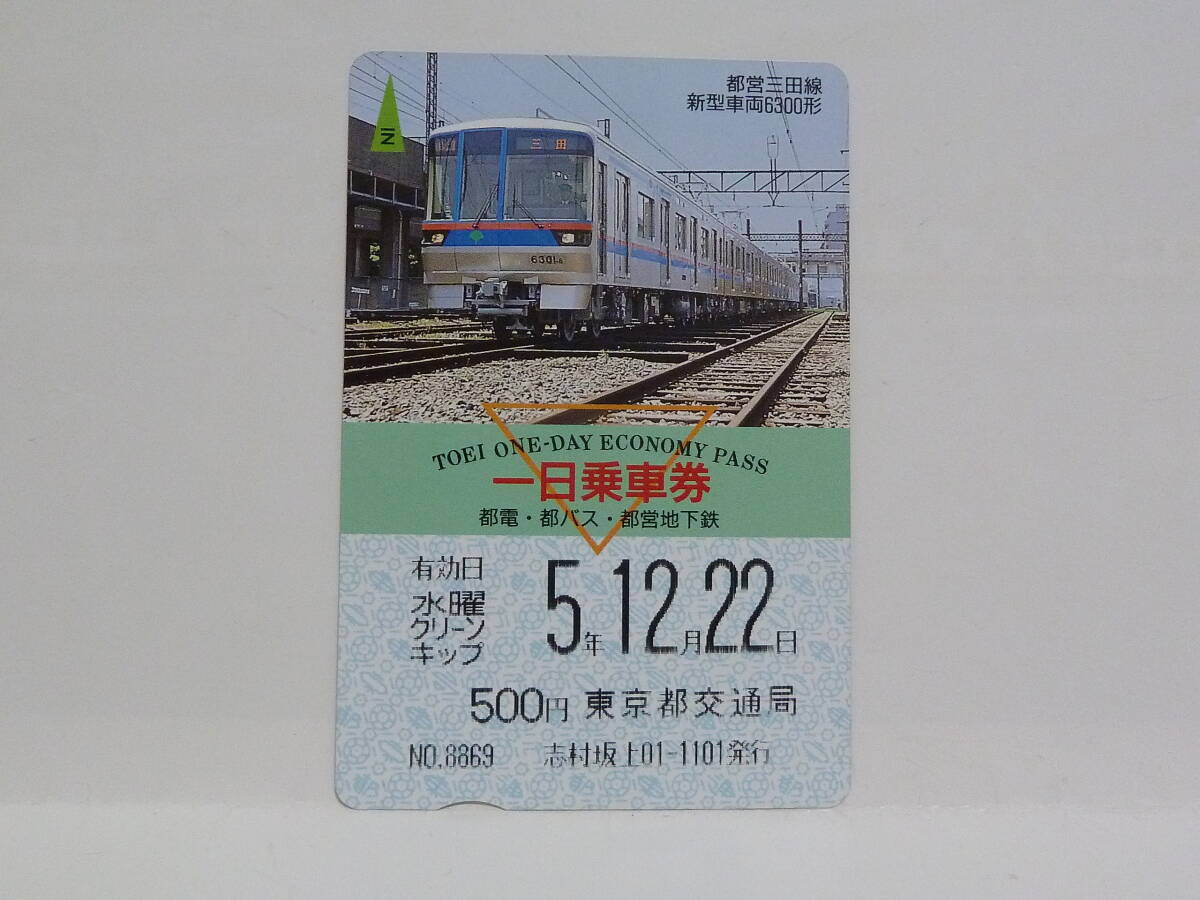 都営三田線
新型車両6300形
IN
三田
6301-8
TOEI ONE-DAY ECONOMY PASS
一日乗車券
都電・都バス・都営地下鉄
有効日
水曜
クリーン
キップ
5年12月22日
500円 東京都交通局
NO.8869 志村坂上01-1101発行